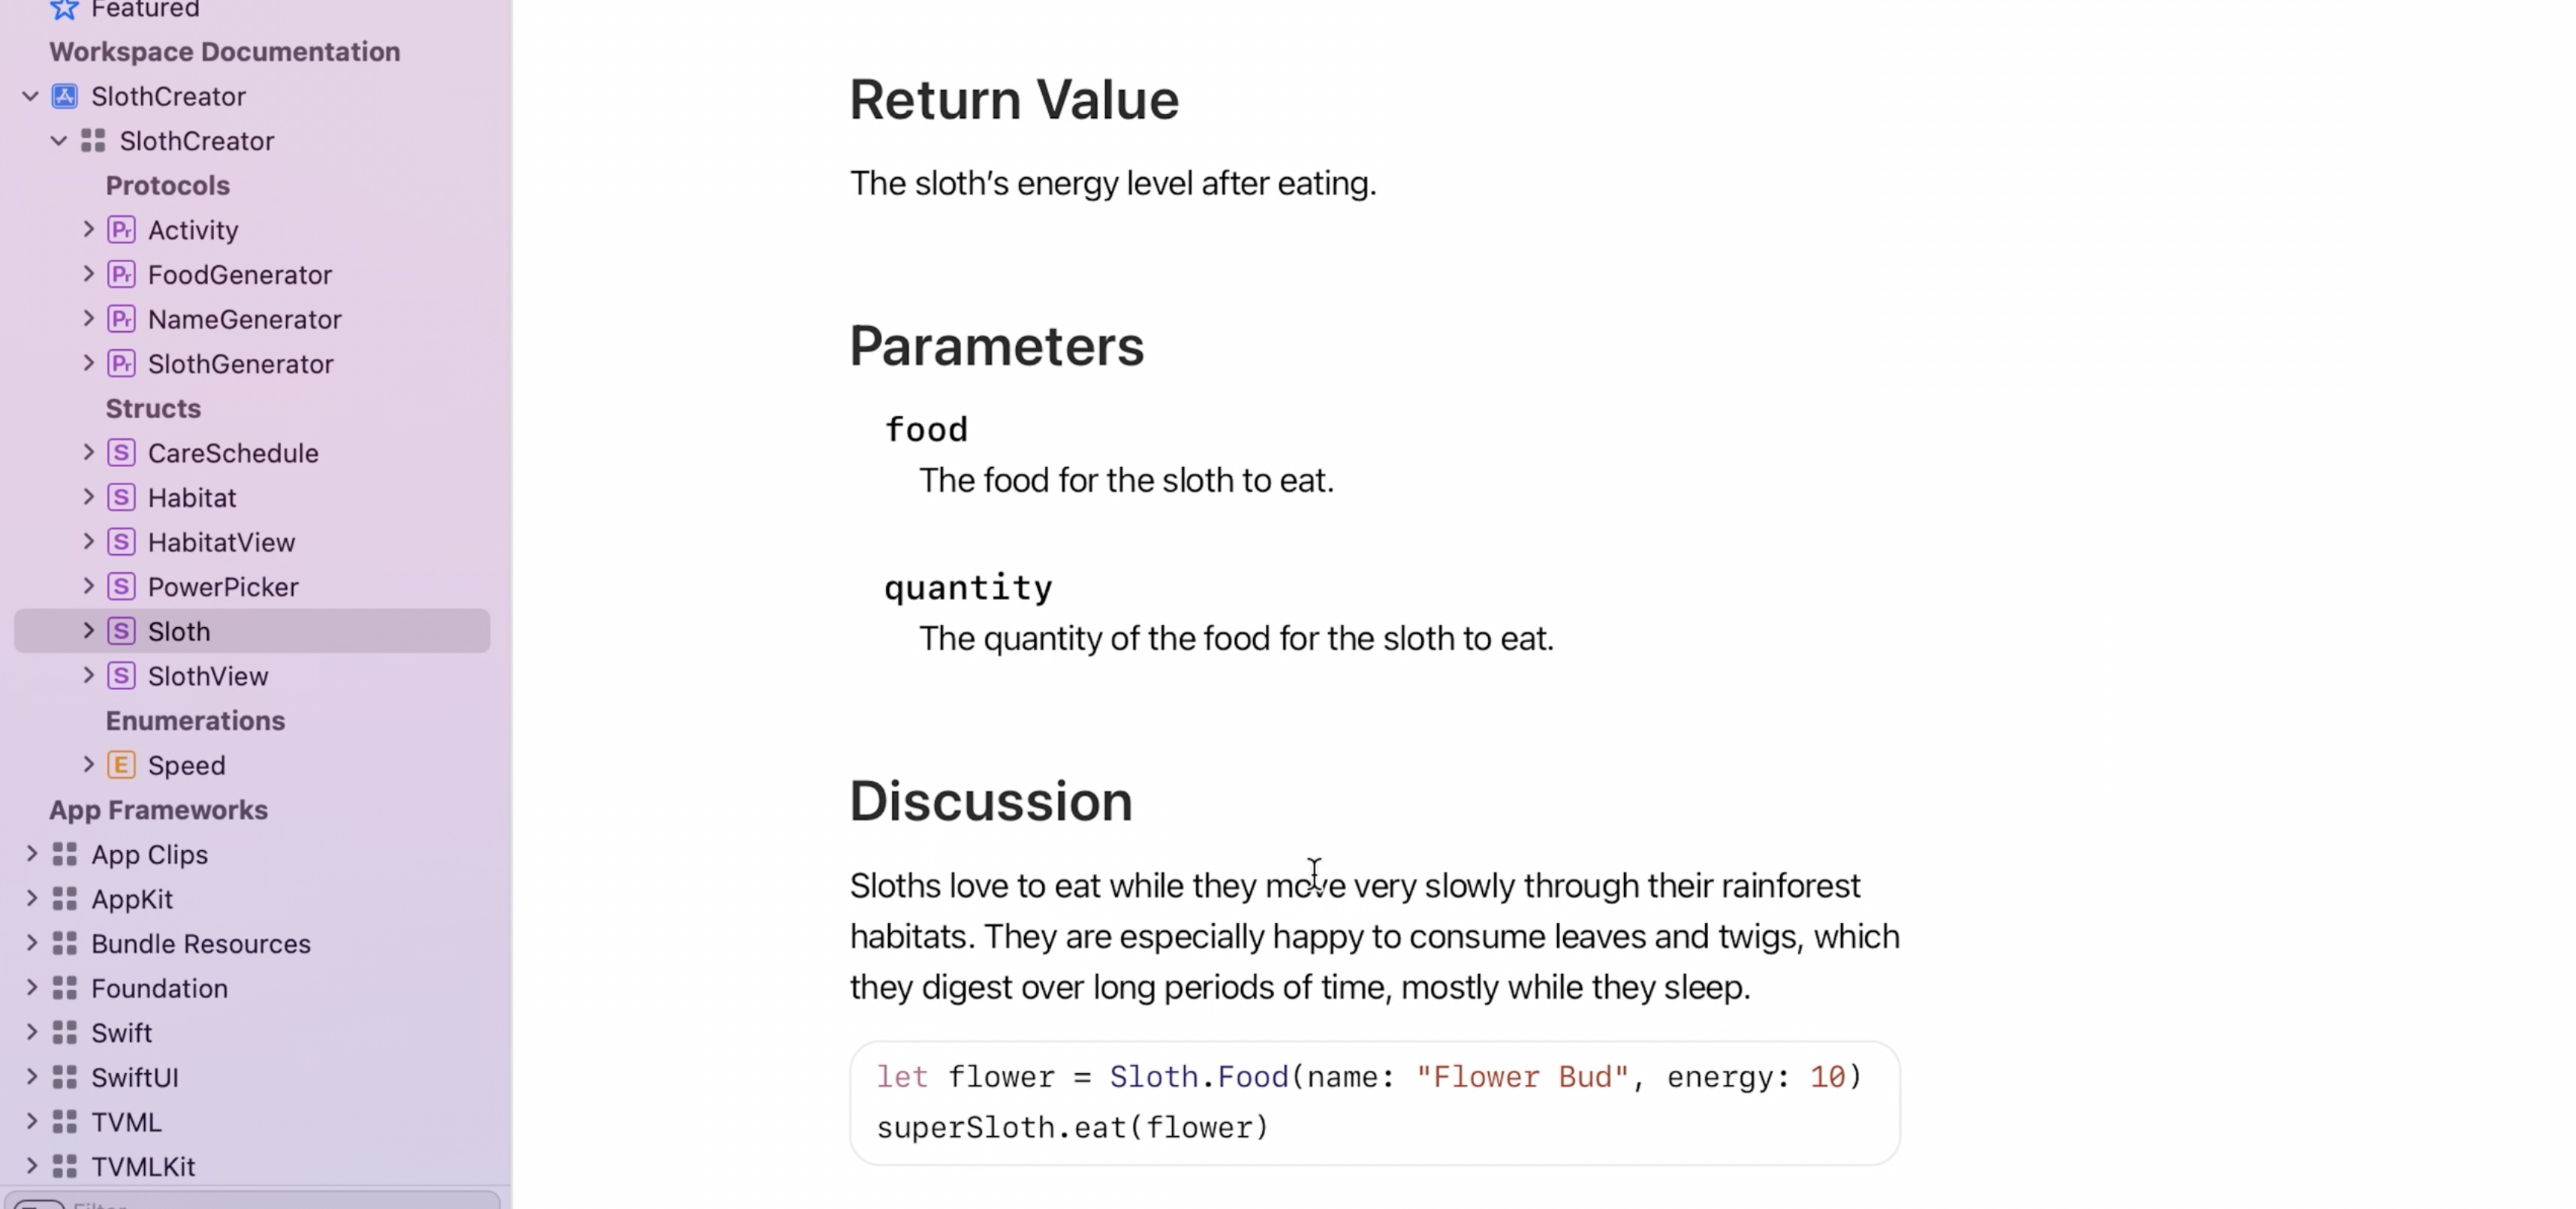 Featured
Workspace Documentation
SlothCreator
SlothCreator
Protocols
Pr Activity
Pr FoodGenerator
Pr NameGenerator
Pr SlothGenerator
Structs
S CareSchedule
S Habitat
S HabitatView
S PowerPicker
S Sloth
S SlothView
Enumerations
E Speed
App Frameworks
App Clips
AppKit
Bundle Resources
Foundation
Swift
SwiftUI
TVML
TVMLKit
Filter
Return Value
The sloth’s energy level after eating.
Parameters
food
The food for the sloth to eat.
quantity
The quantity of the food for the sloth to eat.
Discussion
Sloths love to eat while they move very slowly through their rainforest
habitats. They are especially happy to consume leaves and twigs, which
they digest over long periods of time, mostly while they sleep.
let flower = Sloth.Food(name: "Flower Bud", energy: 10)
superSloth.eat(flower)